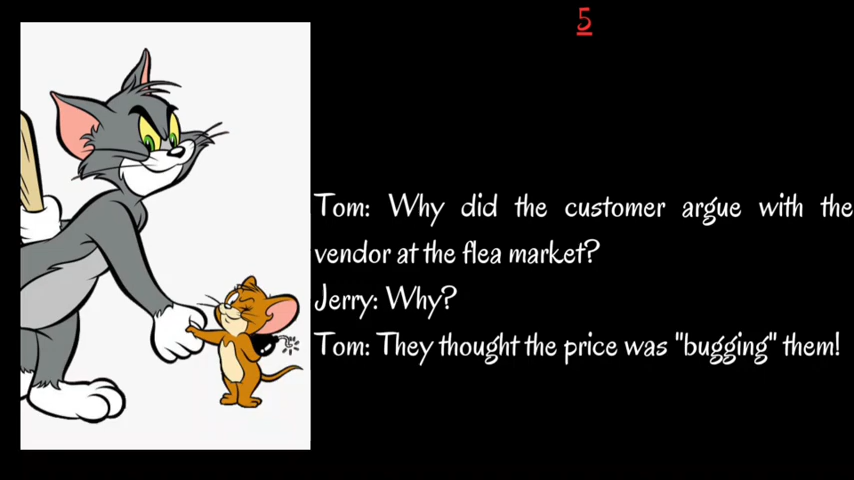 5
Tom: Why did the customer argue with the
vendor at the flea market?
Jerry: Why?
Tom: They thought the price was "bugging" them!